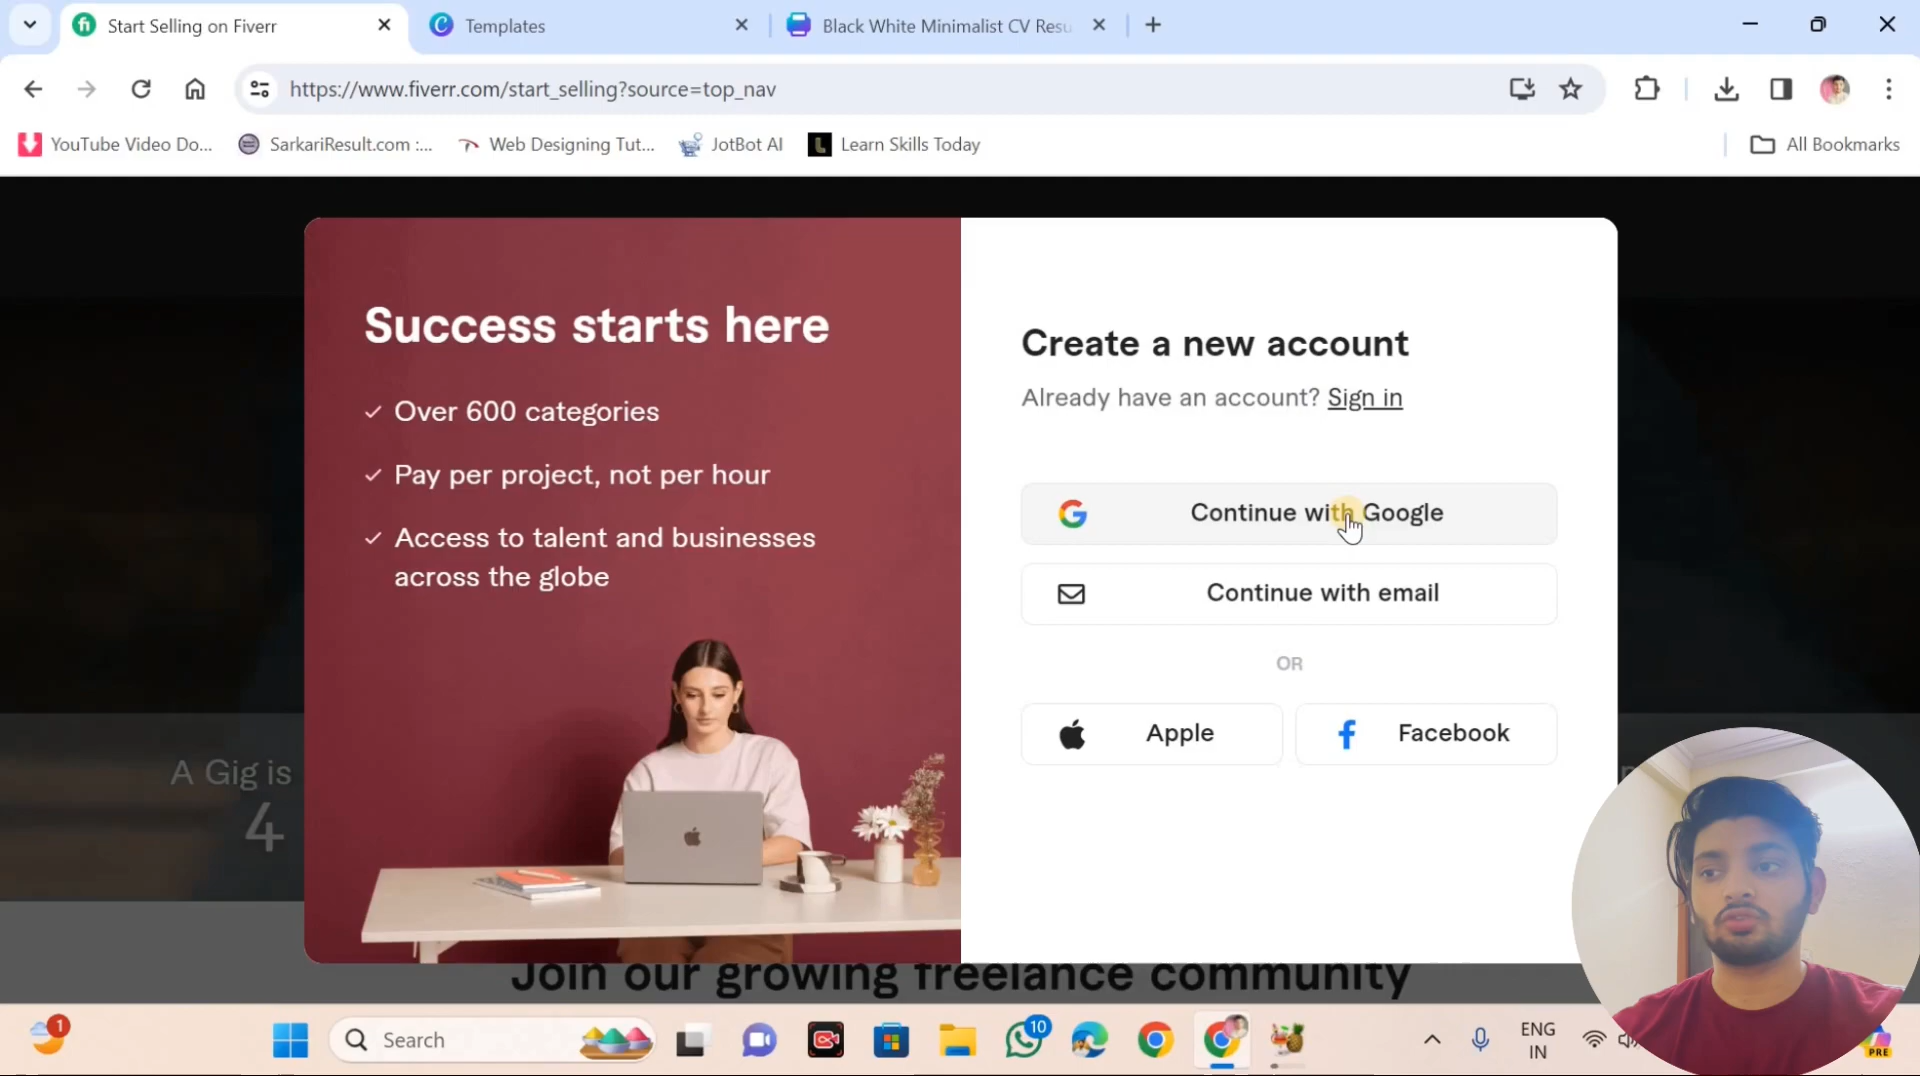 Start Selling on Fiverr
Templates
Black White Minimalist CV Resu
https://www.fiverr.com/start_selling?source=top_nav
YouTube Video Do...
SarkariResult.com :...
Web Designing Tut...
JotBot AI
Learn Skills Today
All Bookmarks
Success starts here
Over 600 categories
Pay per project, not per hour
Access to talent and businesses
across the globe
Create a new account
Already have an account? Sign in
Continue with Google
Continue with email
OR
Apple
Facebook
A Gig is
4
Join our growing freelance community
1
Search
10
ENG
IN
PRE